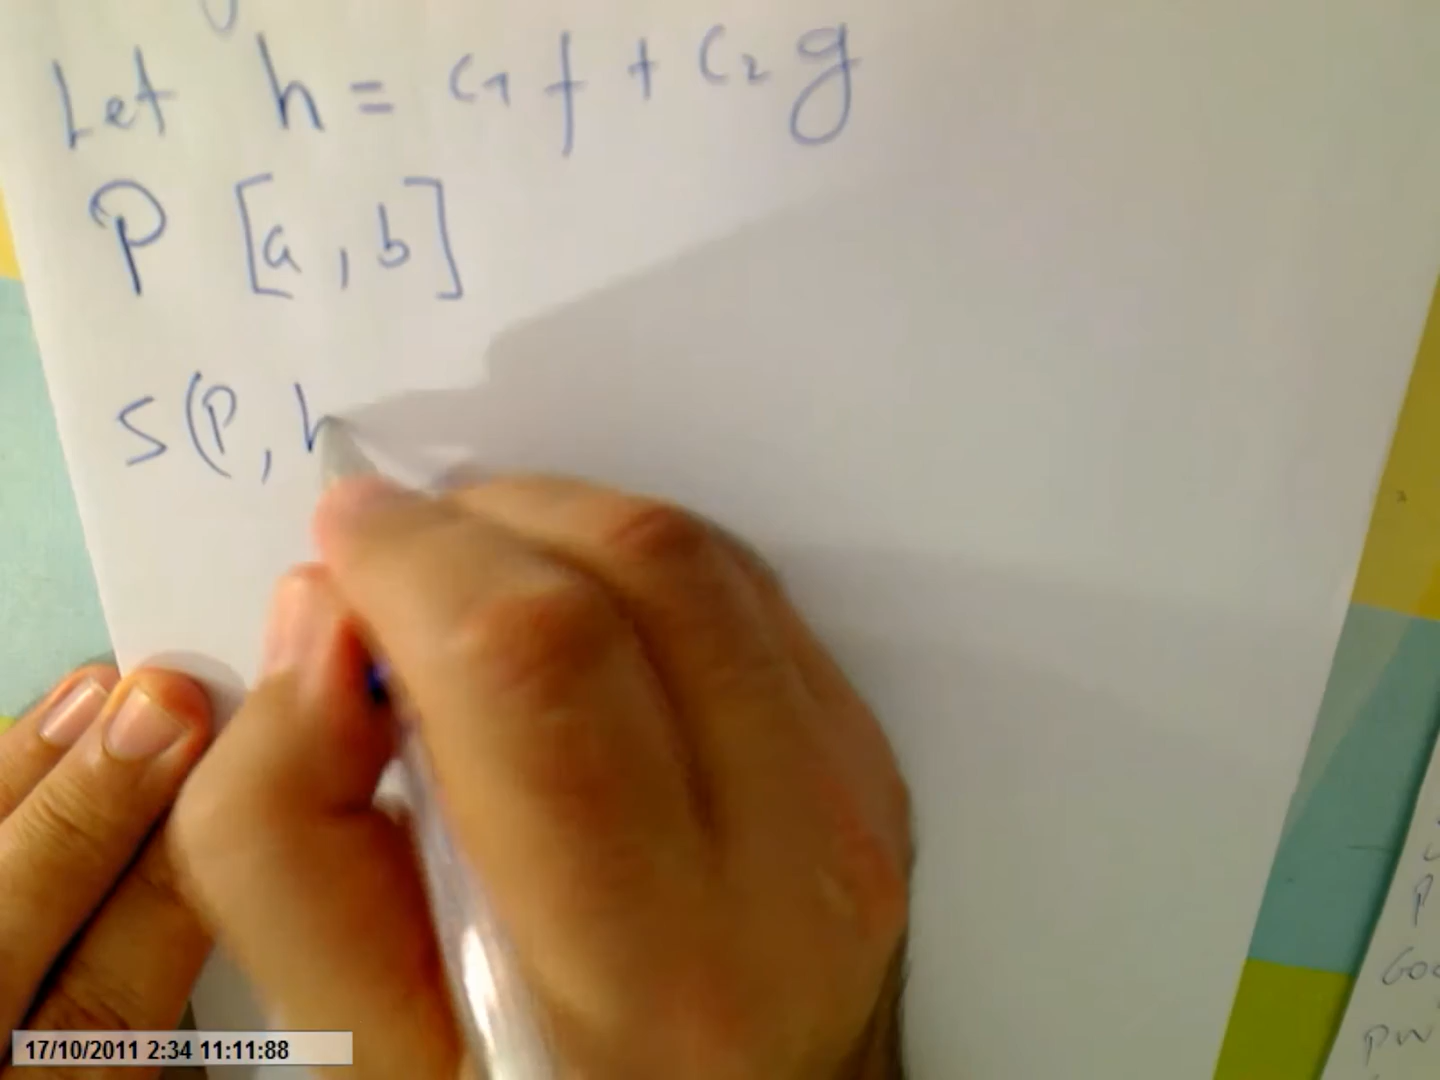 Let h = c₁ f + c₂ g
P [a, b]
S(P, h
17/10/2011 2:34 11:11:88